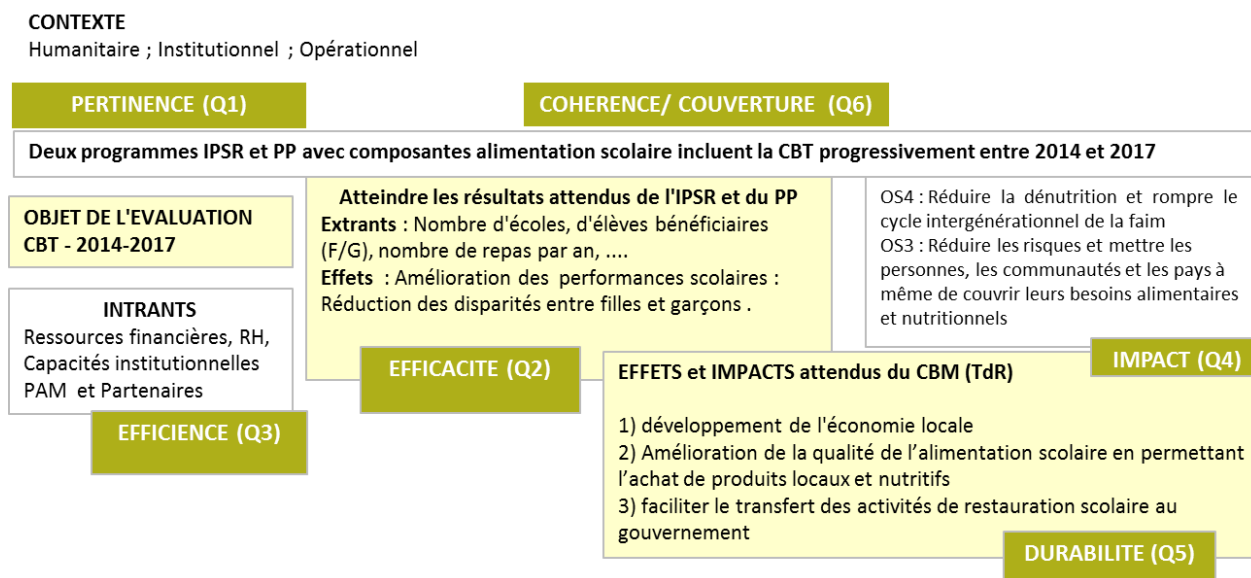 CONTEXTE
Humanitaire ; Institutionnel ; Opérationnel
PERTINENCE (Q1)
COHERENCE/ COUVERTURE (Q6)
Deux programmes IPSR et PP avec composantes alimentation scolaire incluent la CBT progressivement entre 2014 et 2017
OBJET DE L'EVALUATION
CBT - 2014-2017
INTRANTS
Ressources financières, RH,
Capacités institutionnelles
PAM et Partenaires
EFFICIENCE (Q3)
Atteindre les résultats attendus de l'IPSR et du PP
Extrants : Nombre d'écoles, d'élèves bénéficiaires
(F/G), nombre de repas par an, ....
Effets : Amélioration des performances scolaires :
Réduction des disparités entre filles et garçons .
EFFICACITE (Q2)
OS4 : Réduire la dénutrition et rompre le
cycle intergénérationnel de la faim
OS3 : Réduire les risques et mettre les
personnes, les communautés et les pays à
même de couvrir leurs besoins alimentaires
et nutritionnels
IMPACT (Q4)
EFFETS et IMPACTS attendus du CBM (TdR)
1) développement de l'économie locale
2) Amélioration de la qualité de l’alimentation scolaire en permettant
l’achat de produits locaux et nutritifs
3) faciliter le transfert des activités de restauration scolaire au
gouvernement
DURABILITE (Q5)